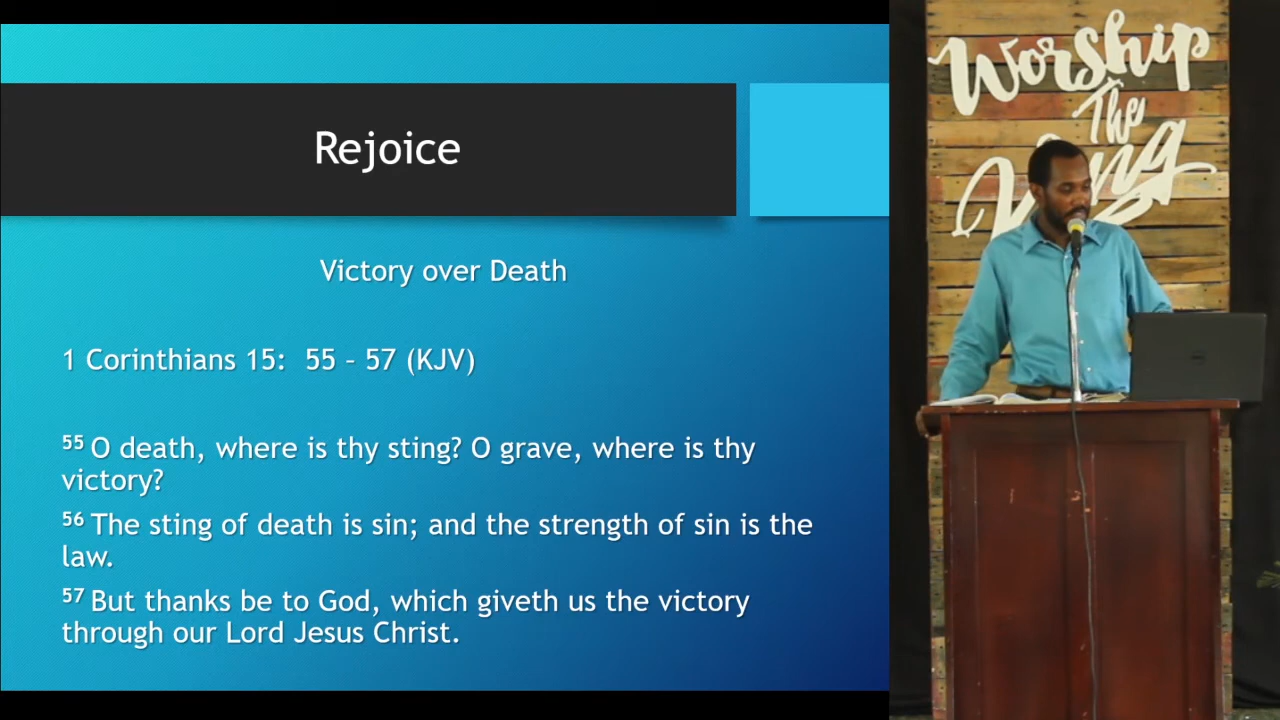 Rejoice
Victory over Death
1 Corinthians 15:  55 – 57 (KJV)
55 O death, where is thy sting? O grave, where is thy
victory?
56 The sting of death is sin; and the strength of sin is the
law.
57 But thanks be to God, which giveth us the victory
through our Lord Jesus Christ.
Worship
The
King